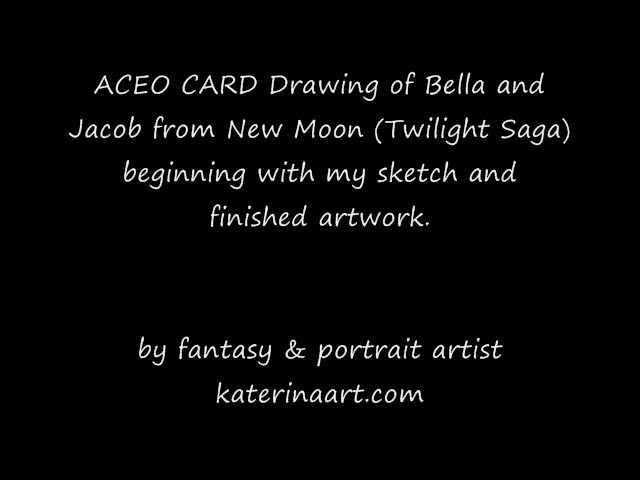 ACEO CARD Drawing of Bella and
Jacob from New Moon (Twilight Saga)
beginning with my sketch and
finished artwork.
by fantasy & portrait artist
katerinaart.com